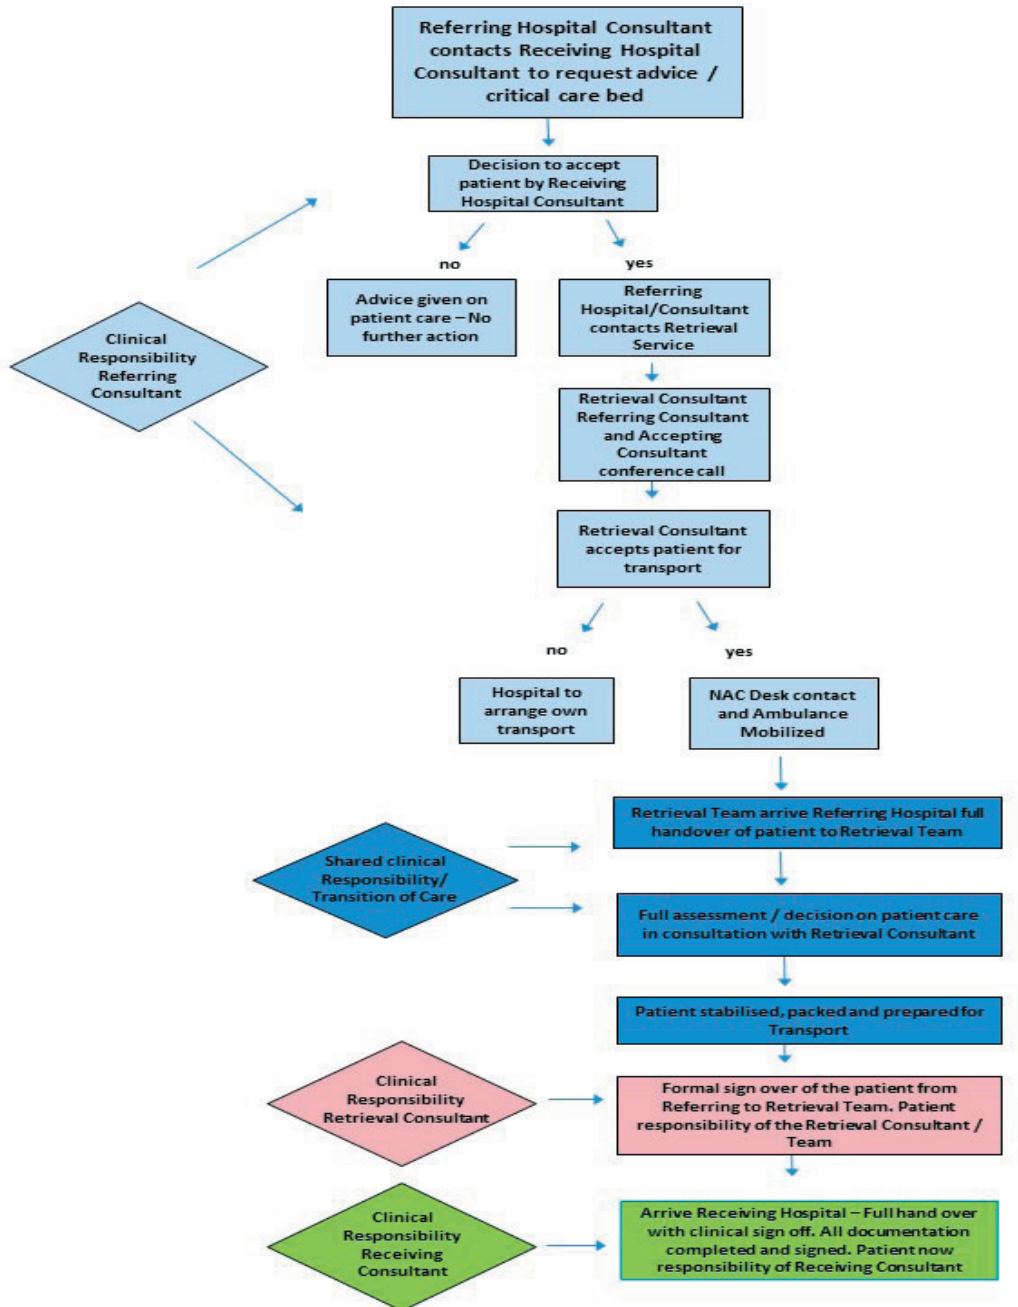 Referring Hospital Consultant
contacts Receiving Hospital
Consultant to request advice /
critical care bed
Decision to accept
patient by Receiving
Hospital Consultant
no
yes
Advice given on
patient care – No
further action
Referring
Hospital/Consultant
contacts Retrieval
Service
Clinical
Responsibility
Referring
Consultant
Retrieval Consultant
Referring Consultant
and Accepting
Consultant
conference call
Retrieval Consultant
accepts patient for
transport
no
yes
Hospital to
arrange own
transport
NAC Desk contact
and Ambulance
Mobilized
Retrieval Team arrive Referring Hospital full
handover of patient to Retrieval Team
Shared clinical
Responsibility/
Transition of Care
Full assessment / decision on patient care
in consultation with Retrieval Consultant
Patient stabilised, packed and prepared for
Transport
Clinical
Responsibility
Retrieval Consultant
Formal sign over of the patient from
Referring to Retrieval Team. Patient
responsibility of the Retrieval Consultant /
Team
Clinical
Responsibility
Receiving
Consultant
Arrive Receiving Hospital – Full hand over
with clinical sign off. All documentation
completed and signed. Patient now
responsibility of Receiving Consultant